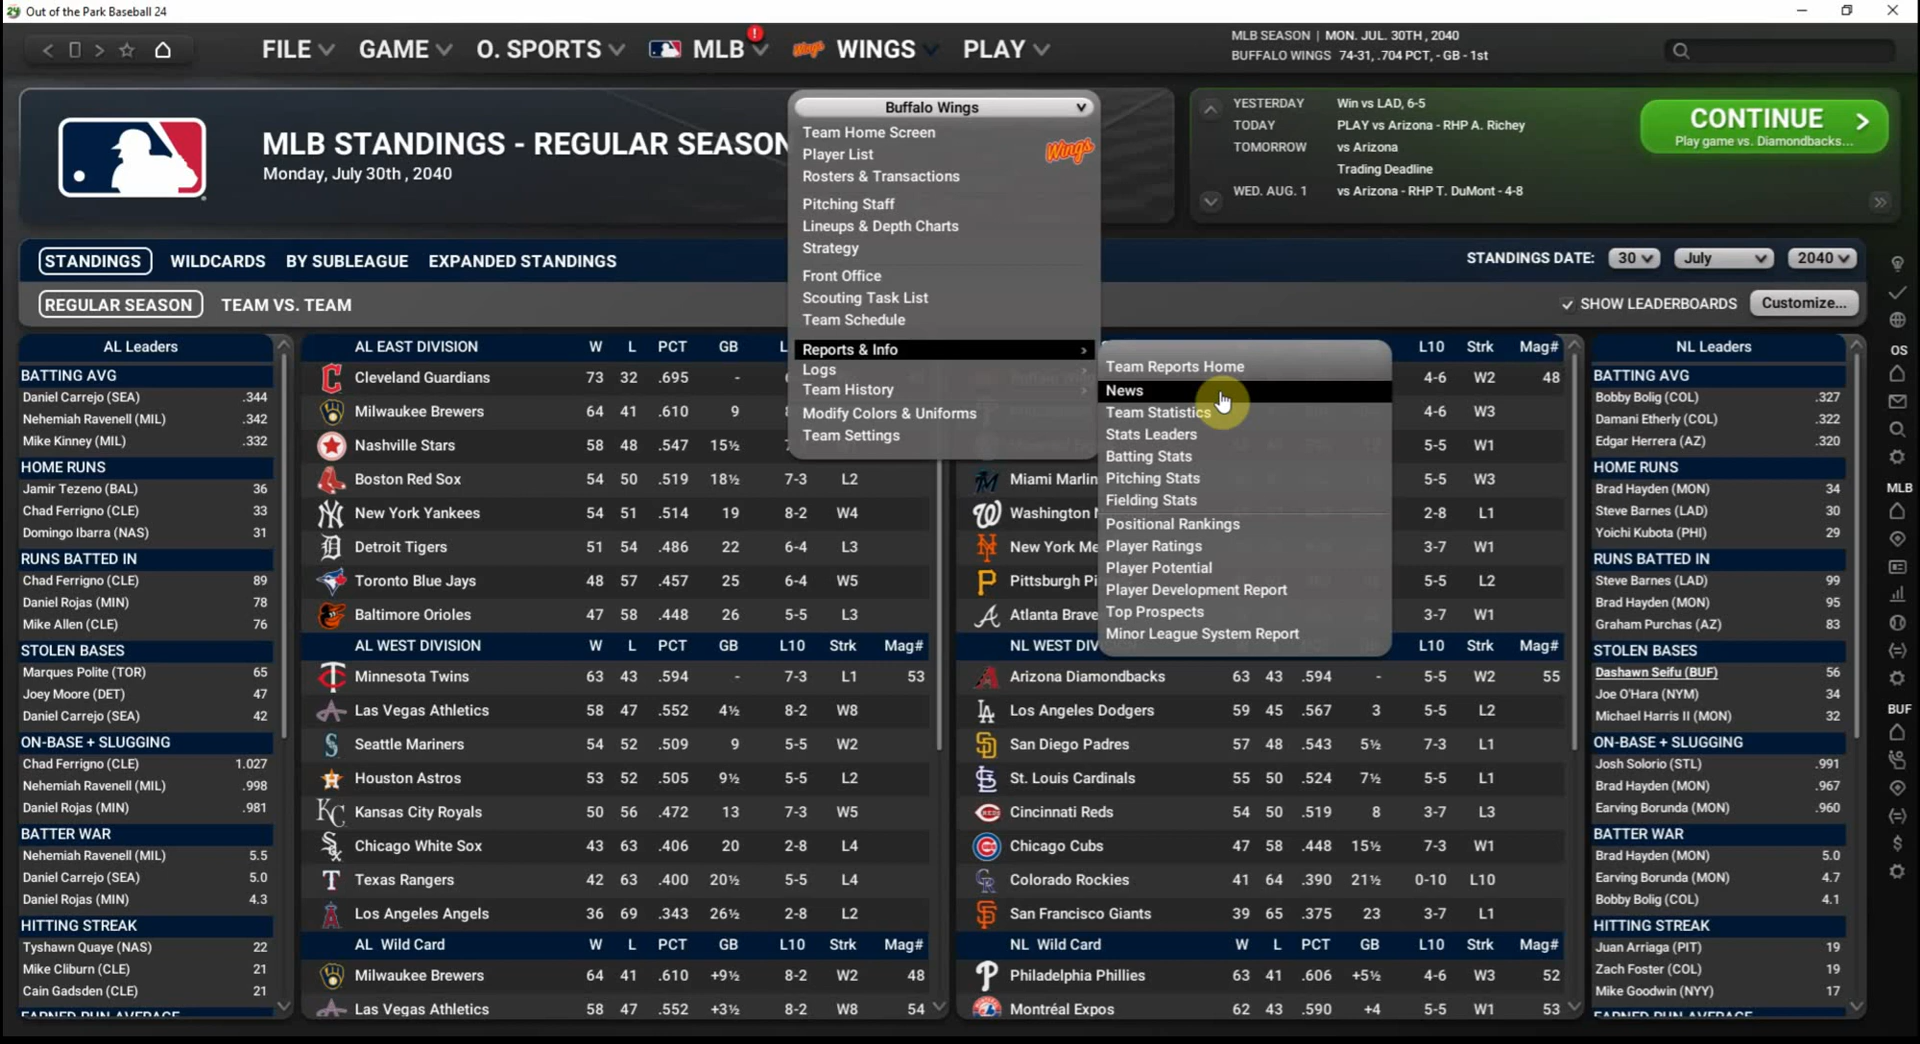 Out of the Park Baseball 24
FILE GAME O. SPORTS MLB ! WINGS PLAY
MLB SEASON | MON. JUL. 30TH , 2040
BUFFALO WINGS 74-31, .704 PCT, - GB - 1st
MLB STANDINGS - REGULAR SEASON
Monday, July 30th , 2040
YESTERDAY Win vs LAD, 6-5
TODAY PLAY vs Arizona - RHP A. Richey
TOMORROW vs Arizona
Trading Deadline
WED. AUG. 1 vs Arizona - RHP T. DuMont - 4-8
CONTINUE >
Play game vs. Diamondbacks...
Buffalo Wings
Team Home Screen
Player List
Wings
Rosters & Transactions
Pitching Staff
Lineups & Depth Charts
Strategy
Front Office
Scouting Task List
Team Schedule
Reports & Info >
Logs >
Team History >
Modify Colors & Uniforms
Team Settings
Team Reports Home
News
Team Statistics
Stats Leaders
Batting Stats
Pitching Stats
Fielding Stats
Positional Rankings
Player Ratings
Player Potential
Player Development Report
Top Prospects
Minor League System Report
STANDINGS WILDCARDS BY SUBLEAGUE EXPANDED STANDINGS
STANDINGS DATE: 30 July 2040
REGULAR SEASON TEAM VS. TEAM
SHOW LEADERBOARDS Customize...
AL Leaders
BATTING AVG
Daniel Carrejo (SEA) .344
Nehemiah Ravenell (MIL) .342
Mike Kinney (MIL) .332
HOME RUNS
Jamir Tezeno (BAL) 36
Chad Ferrigno (CLE) 33
Domingo Ibarra (NAS) 31
RUNS BATTED IN
Chad Ferrigno (CLE) 89
Daniel Rojas (MIN) 78
Mike Allen (CLE) 76
STOLEN BASES
Marques Polite (TOR) 65
Joey Moore (DET) 47
Daniel Carrejo (SEA) 42
ON-BASE + SLUGGING
Chad Ferrigno (CLE) 1.027
Nehemiah Ravenell (MIL) .998
Daniel Rojas (MIN) .981
BATTER WAR
Nehemiah Ravenell (MIL) 5.5
Daniel Carrejo (SEA) 5.0
Daniel Rojas (MIN) 4.3
HITTING STREAK
Tyshawn Quaye (NAS) 22
Mike Cliburn (CLE) 21
Cain Gadsden (CLE) 21
EARNED RUN AVERAGE
AL EAST DIVISION W L PCT GB L
Cleveland Guardians 73 32 .695 -
Milwaukee Brewers 64 41 .610 9
Nashville Stars 58 48 .547 15½
Boston Red Sox 54 50 .519 18½ 7-3 L2
New York Yankees 54 51 .514 19 8-2 W4
Detroit Tigers 51 54 .486 22 6-4 L3
Toronto Blue Jays 48 57 .457 25 6-4 W5
Baltimore Orioles 47 58 .448 26 5-5 L3
AL WEST DIVISION W L PCT GB L10 Strk Mag#
Minnesota Twins 63 43 .594 - 7-3 L1 53
Las Vegas Athletics 58 47 .552 4½ 8-2 W8
Seattle Mariners 54 52 .509 9 5-5 W2
Houston Astros 53 52 .505 9½ 5-5 L2
Kansas City Royals 50 56 .472 13 7-3 W5
Chicago White Sox 43 63 .406 20 2-8 L4
Texas Rangers 42 63 .400 20½ 5-5 L4
Los Angeles Angels 36 69 .343 26½ 2-8 L2
AL Wild Card W L PCT GB L10 Strk Mag#
Milwaukee Brewers 64 41 .610 +9½ 8-2 W2 48
Las Vegas Athletics 58 47 .552 +3½ 8-2 W8 54
L10 Strk Mag#
4-6 W2 48
4-6 W3
5-5 W1
Miami Marlin 5-5 W3
Washington 2-8 L1
New York Me 3-7 W1
Pittsburgh Pi 5-5 L2
Atlanta Brave 3-7 W1
NL WEST DIV L10 Strk Mag#
Arizona Diamondbacks 63 43 .594 - 5-5 W2 55
Los Angeles Dodgers 59 45 .567 3 5-5 L2
San Diego Padres 57 48 .543 5½ 7-3 L1
St. Louis Cardinals 55 50 .524 7½ 5-5 L1
Cincinnati Reds 54 50 .519 8 3-7 L3
Chicago Cubs 47 58 .448 15½ 7-3 W1
Colorado Rockies 41 64 .390 21½ 0-10 L10
San Francisco Giants 39 65 .375 23 3-7 L1
NL Wild Card W L PCT GB L10 Strk Mag#
Philadelphia Phillies 63 41 .606 +5½ 4-6 W3 52
Montréal Expos 62 43 .590 +4 5-5 W1 53
NL Leaders
BATTING AVG
Bobby Bolig (COL) .327
Damani Etherly (COL) .322
Edgar Herrera (AZ) .320
HOME RUNS
Brad Hayden (MON) 34
Steve Barnes (LAD) 30
Yoichi Kubota (PHI) 29
RUNS BATTED IN
Steve Barnes (LAD) 99
Brad Hayden (MON) 95
Graham Purchas (AZ) 83
STOLEN BASES
Dashawn Seifu (BUF) 56
Joe O'Hara (NYM) 34
Michael Harris II (MON) 32
ON-BASE + SLUGGING
Josh Solorio (STL) .991
Brad Hayden (MON) .967
Earving Borunda (MON) .960
BATTER WAR
Brad Hayden (MON) 5.0
Earving Borunda (MON) 4.7
Bobby Bolig (COL) 4.1
HITTING STREAK
Juan Arriaga (PIT) 19
Zach Foster (COL) 19
Mike Goodwin (NYY) 17
EARNED RUN AVERAGE
OS
MLB
BUF